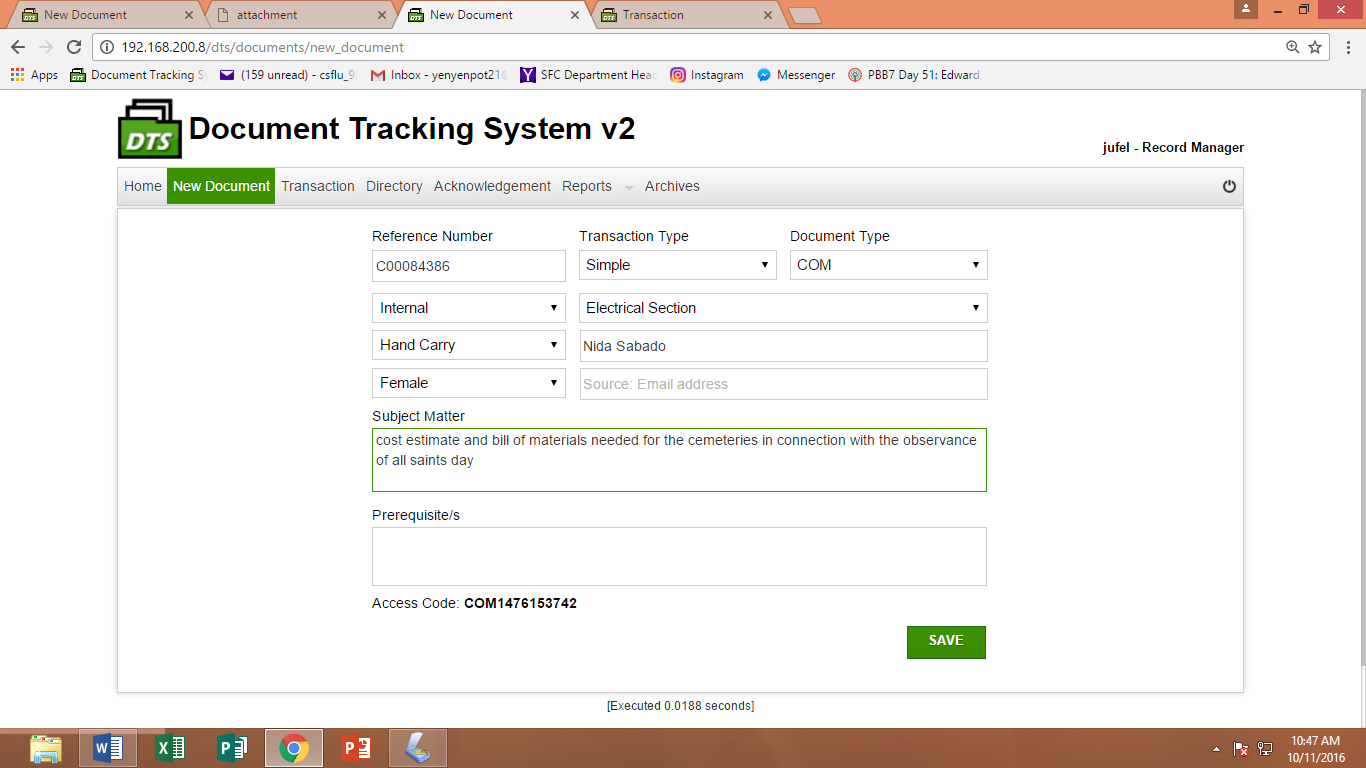 New Document
attachment
New Document
Transaction
192.168.200.8/dts/documents/new_document
Apps
Document Tracking S
(159 unread) - csflu_9
Inbox - yenyenpot21
SFC Department Head
Instagram
Messenger
PBB7 Day 51: Edward,
DTS
Document Tracking System v2
jufel - Record Manager
Home New Document Transaction Directory Acknowledgement Reports Archives
Reference Number Transaction Type Document Type
C00084386 Simple COM
Internal Electrical Section
Hand Carry Nida Sabado
Female Source: Email address
Subject Matter
cost estimate and bill of materials needed for the cemeteries in connection with the observance
of all saints day
Prerequisite/s
Access Code: COM1476153742
SAVE
[Executed 0.0188 seconds]
10:47 AM
10/11/2016